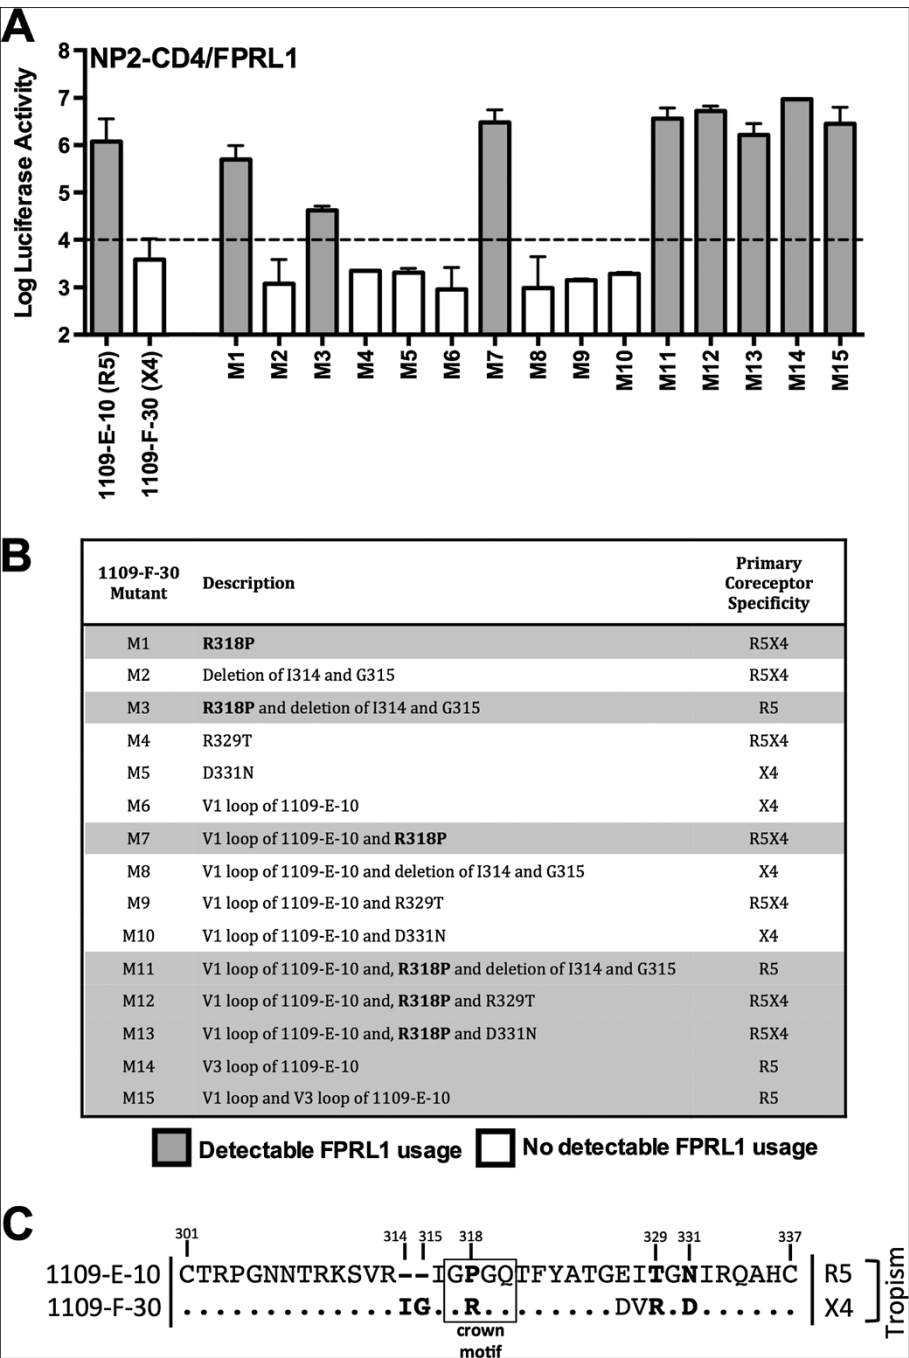 A
NP2-CD4/FPRL1
Log Luciferase Activity
8
7
6
5
4
3
2
1109-E-10 (R5)
1109-F-30 (X4)
M1
M2
M3
M4
M5
M6
M7
M8
M9
M10
M11
M12
M13
M14
M15
B
1109-F-30 Mutant Description Primary Coreceptor Specificity
M1 R318P R5X4
M2 Deletion of I314 and G315 R5X4
M3 R318P and deletion of I314 and G315 R5
M4 R329T R5X4
M5 D331N X4
M6 V1 loop of 1109-E-10 X4
M7 V1 loop of 1109-E-10 and R318P R5X4
M8 V1 loop of 1109-E-10 and deletion of I314 and G315 X4
M9 V1 loop of 1109-E-10 and R329T R5X4
M10 V1 loop of 1109-E-10 and D331N X4
M11 V1 loop of 1109-E-10 and, R318P and deletion of I314 and G315 R5
M12 V1 loop of 1109-E-10 and, R318P and R329T R5X4
M13 V1 loop of 1109-E-10 and, R318P and D331N R5X4
M14 V3 loop of 1109-E-10 R5
M15 V1 loop and V3 loop of 1109-E-10 R5
Detectable FPRL1 usage No detectable FPRL1 usage
C
301 314 315 318 329 331 337
1109-E-10 CTRPGNNTRKSVR--IGPGQTFYATGEITGNIRQAHC R5
1109-F-30 .............IG..R........DVR.D...... X4
crown
motif
Tropism